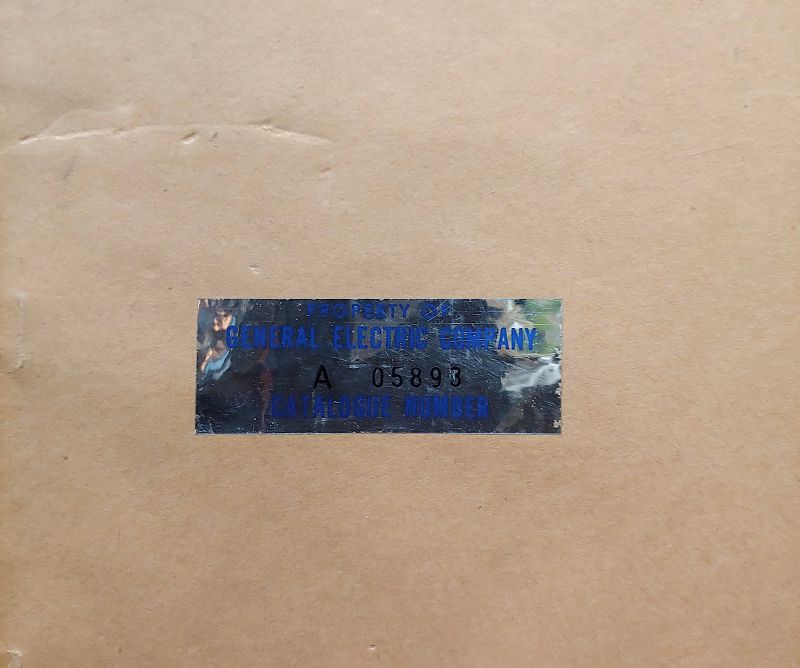 PROPERTY OF
GENERAL ELECTRIC COMPANY
A 05893
CATALOGUE NUMBER